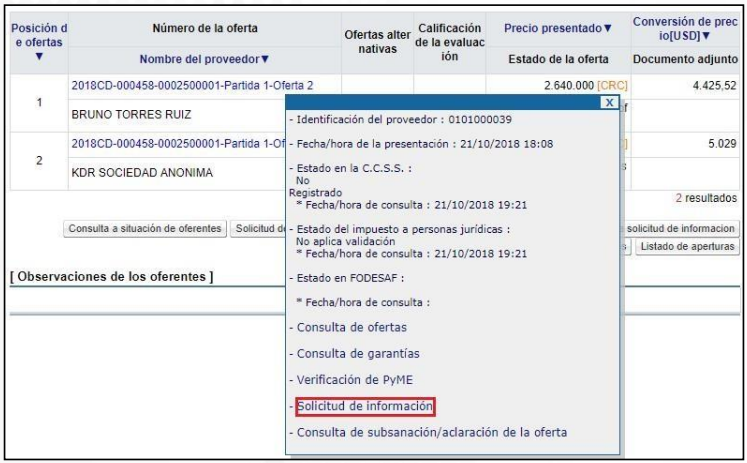 Posición d
e ofertas
▼
Número de la oferta
Nombre del proveedor▼
Ofertas alter
nativas
Calificación
de la evaluac
ión
Precio presentado▼
Estado de la oferta
Conversión de prec
io[USD]▼
Documento adjunto
1
2018CD-000458-0002500001-Partida 1-Oferta 2
2.640.000 [CRC]
4.425,52
BRUNO TORRES RUIZ
2
2018CD-000458-0002500001-Partida 1-Of
5.029
KDR SOCIEDAD ANONIMA
2 resultados
Consulta a situación de oferentes
Solicitud de
solicitud de informacion
Listado de aperturas
[ Observaciones de los oferentes ]
X
- Identificación del proveedor : 0101000039
- Fecha/hora de la presentación : 21/10/2018 18:08
- Estado en la C.C.S.S. :
No
Registrado
* Fecha/hora de consulta : 21/10/2018 19:21
- Estado del impuesto a personas jurídicas :
No aplica validación
* Fecha/hora de consulta : 21/10/2018 19:21
- Estado en FODESAF :
* Fecha/hora de consulta :
- Consulta de ofertas
- Consulta de garantías
- Verificación de PyME
- Solicitud de información
- Consulta de subsanación/aclaración de la oferta